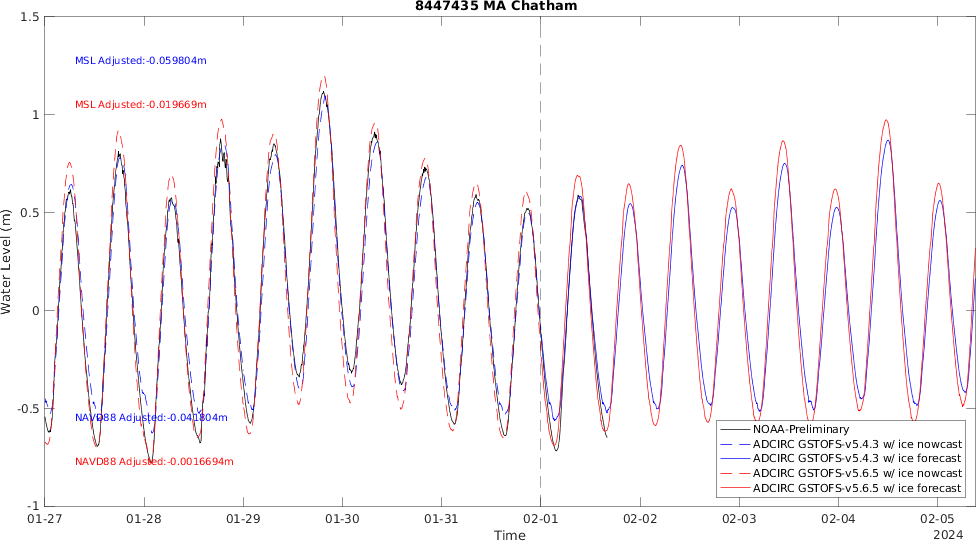 8447435 MA Chatham
1.5
1
0.5
0
-0.5
-1
Water Level (m)
MSL Adjusted:-0.059804m
MSL Adjusted:-0.019669m
NAVD88 Adjusted:-0.041804m
NAVD88 Adjusted:-0.0016694m
NOAA-Preliminary
ADCIRC GSTOFS-v5.4.3 w/ ice nowcast
ADCIRC GSTOFS-v5.4.3 w/ ice forecast
ADCIRC GSTOFS-v5.6.5 w/ ice nowcast
ADCIRC GSTOFS-v5.6.5 w/ ice forecast
01-27 01-28 01-29 01-30 01-31 02-01 02-02 02-03 02-04 02-05
Time
2024